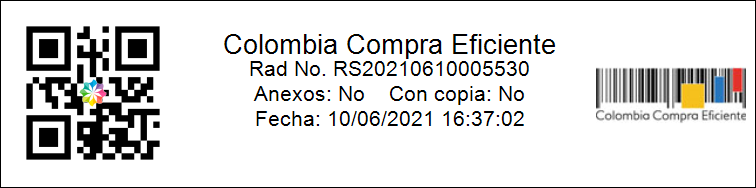 Colombia Compra Eficiente
Rad No. RS20210610005530
Anexos: No    Con copia: No
Fecha: 10/06/2021 16:37:02
Colombia Compra Eficiente